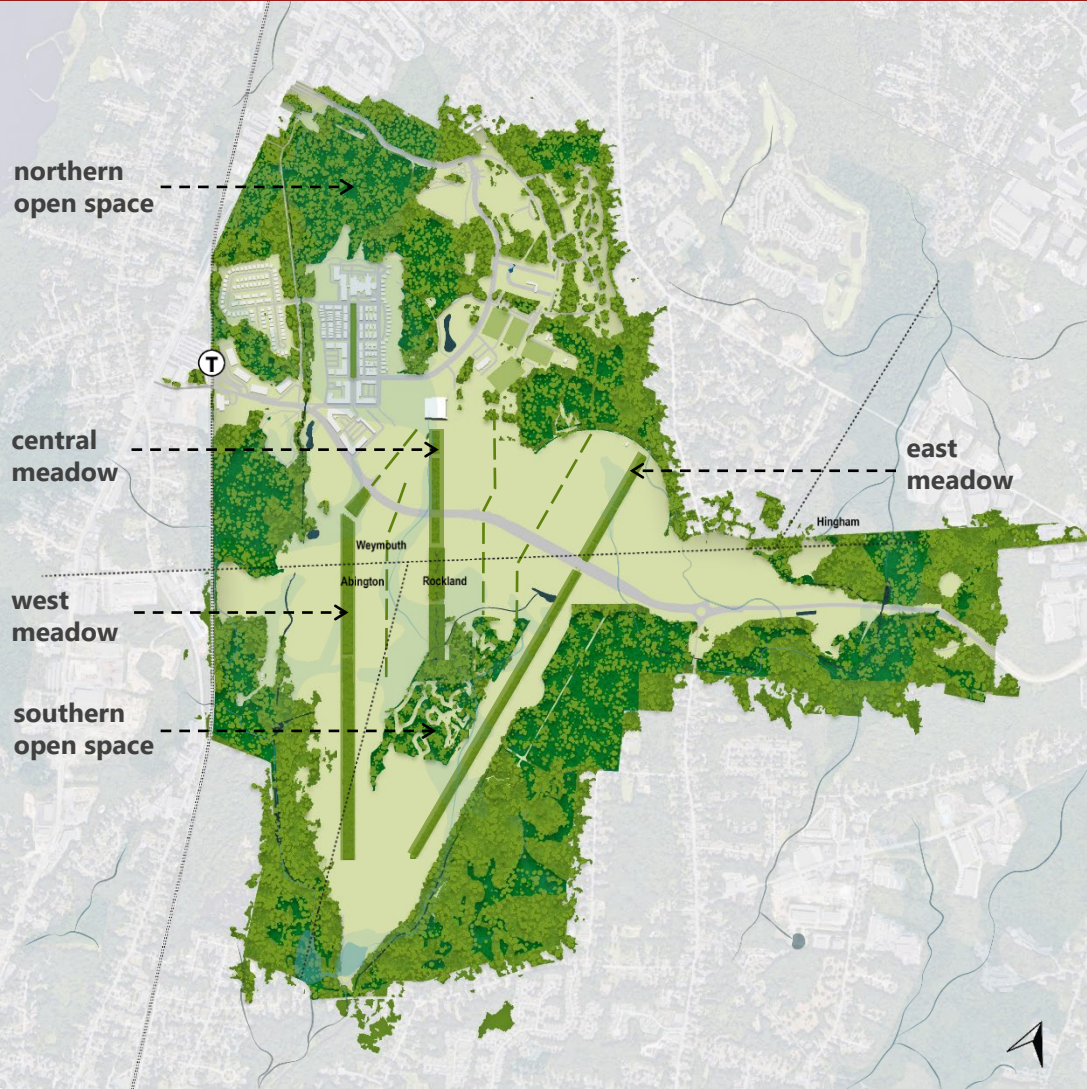 northern
open space
T
central
meadow
east
meadow
Hingham
Weymouth
Abington
Rockland
west
meadow
southern
open space